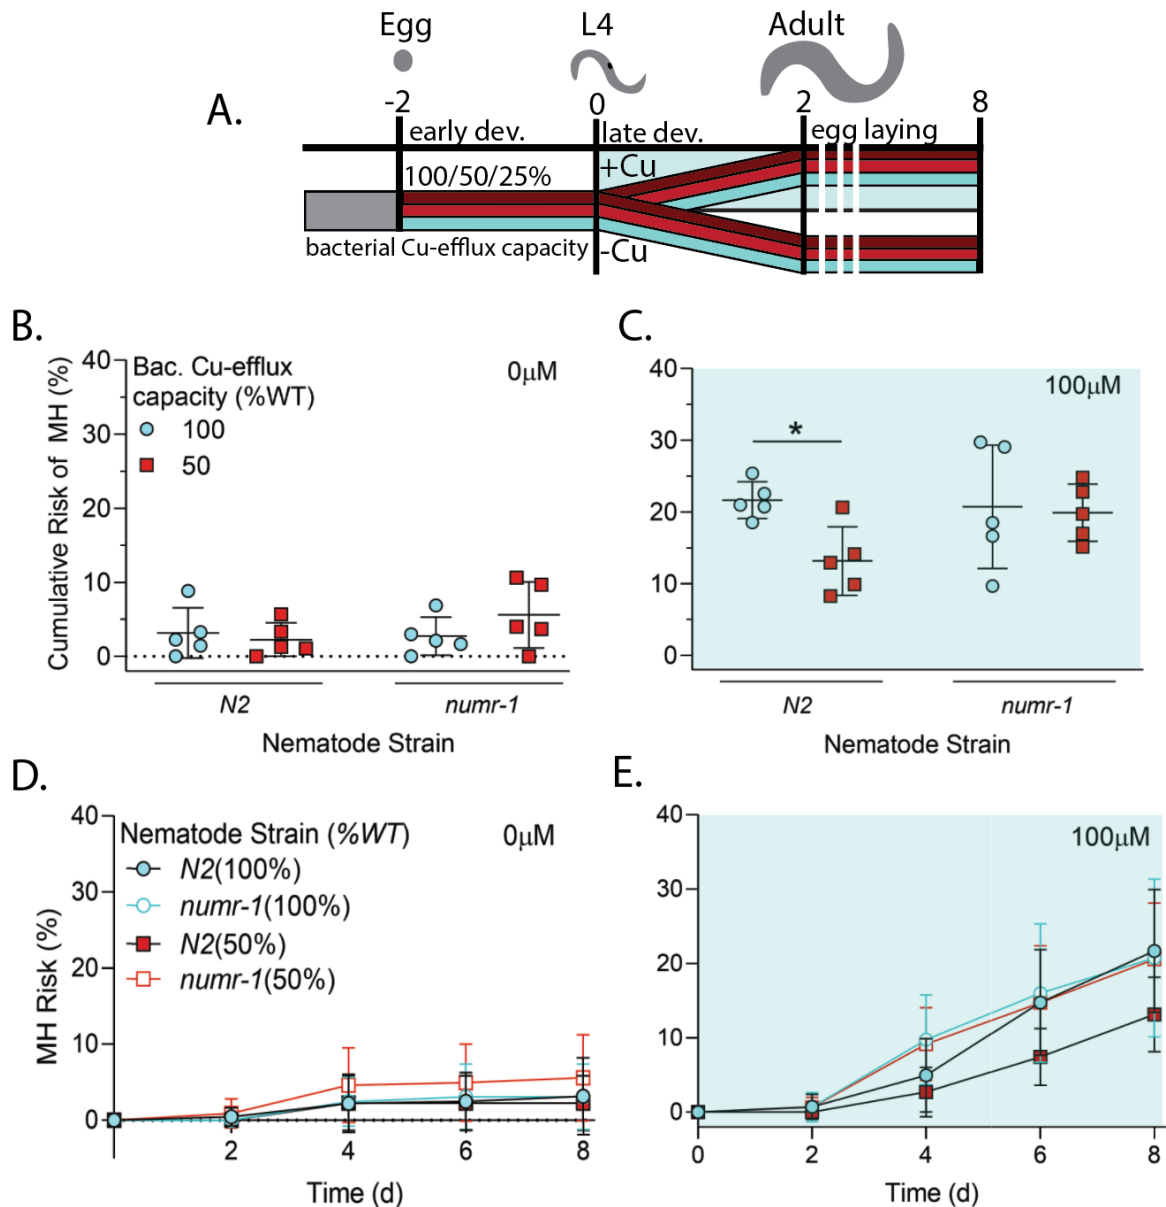 Egg
L4
Adult
A.
-2
0
2
8
early dev.
late dev.
egg laying
+Cu
100/50/25%
bacterial Cu-efflux capacity
-Cu
B.
Bac. Cu-efflux
capacity (%WT)
100
50
0μM
Cumulative Risk of MH (%)
40
30
20
10
0
N2
numr-1
Nematode Strain
C.
100μM
*
40
30
20
10
0
N2
numr-1
Nematode Strain
D.
Nematode Strain (%WT)
0μM
N2(100%)
numr-1(100%)
N2(50%)
numr-1(50%)
MH Risk (%)
40
30
20
10
0
2
4
6
8
Time (d)
E.
100μM
40
30
20
10
0
0
2
4
6
8
Time (d)